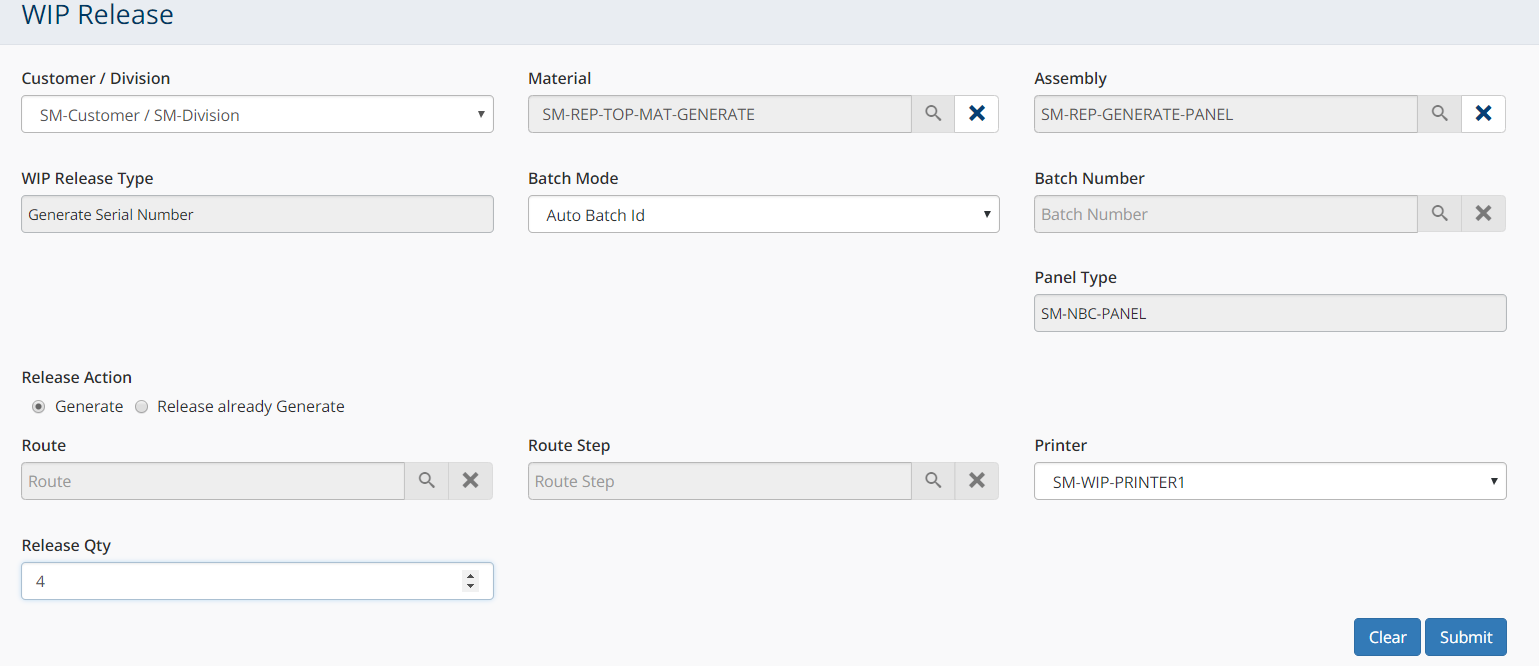 WIP Release
Customer / Division Material Assembly
SM-Customer / SM-Division SM-REP-TOP-MAT-GENERATE SM-REP-GENERATE-PANEL
WIP Release Type Batch Mode Batch Number
Generate Serial Number Auto Batch Id Batch Number
Panel Type
SM-NBC-PANEL
Release Action
Generate Release already Generate
Route Route Step Printer
Route Route Step SM-WIP-PRINTER1
Release Qty
4
Clear Submit